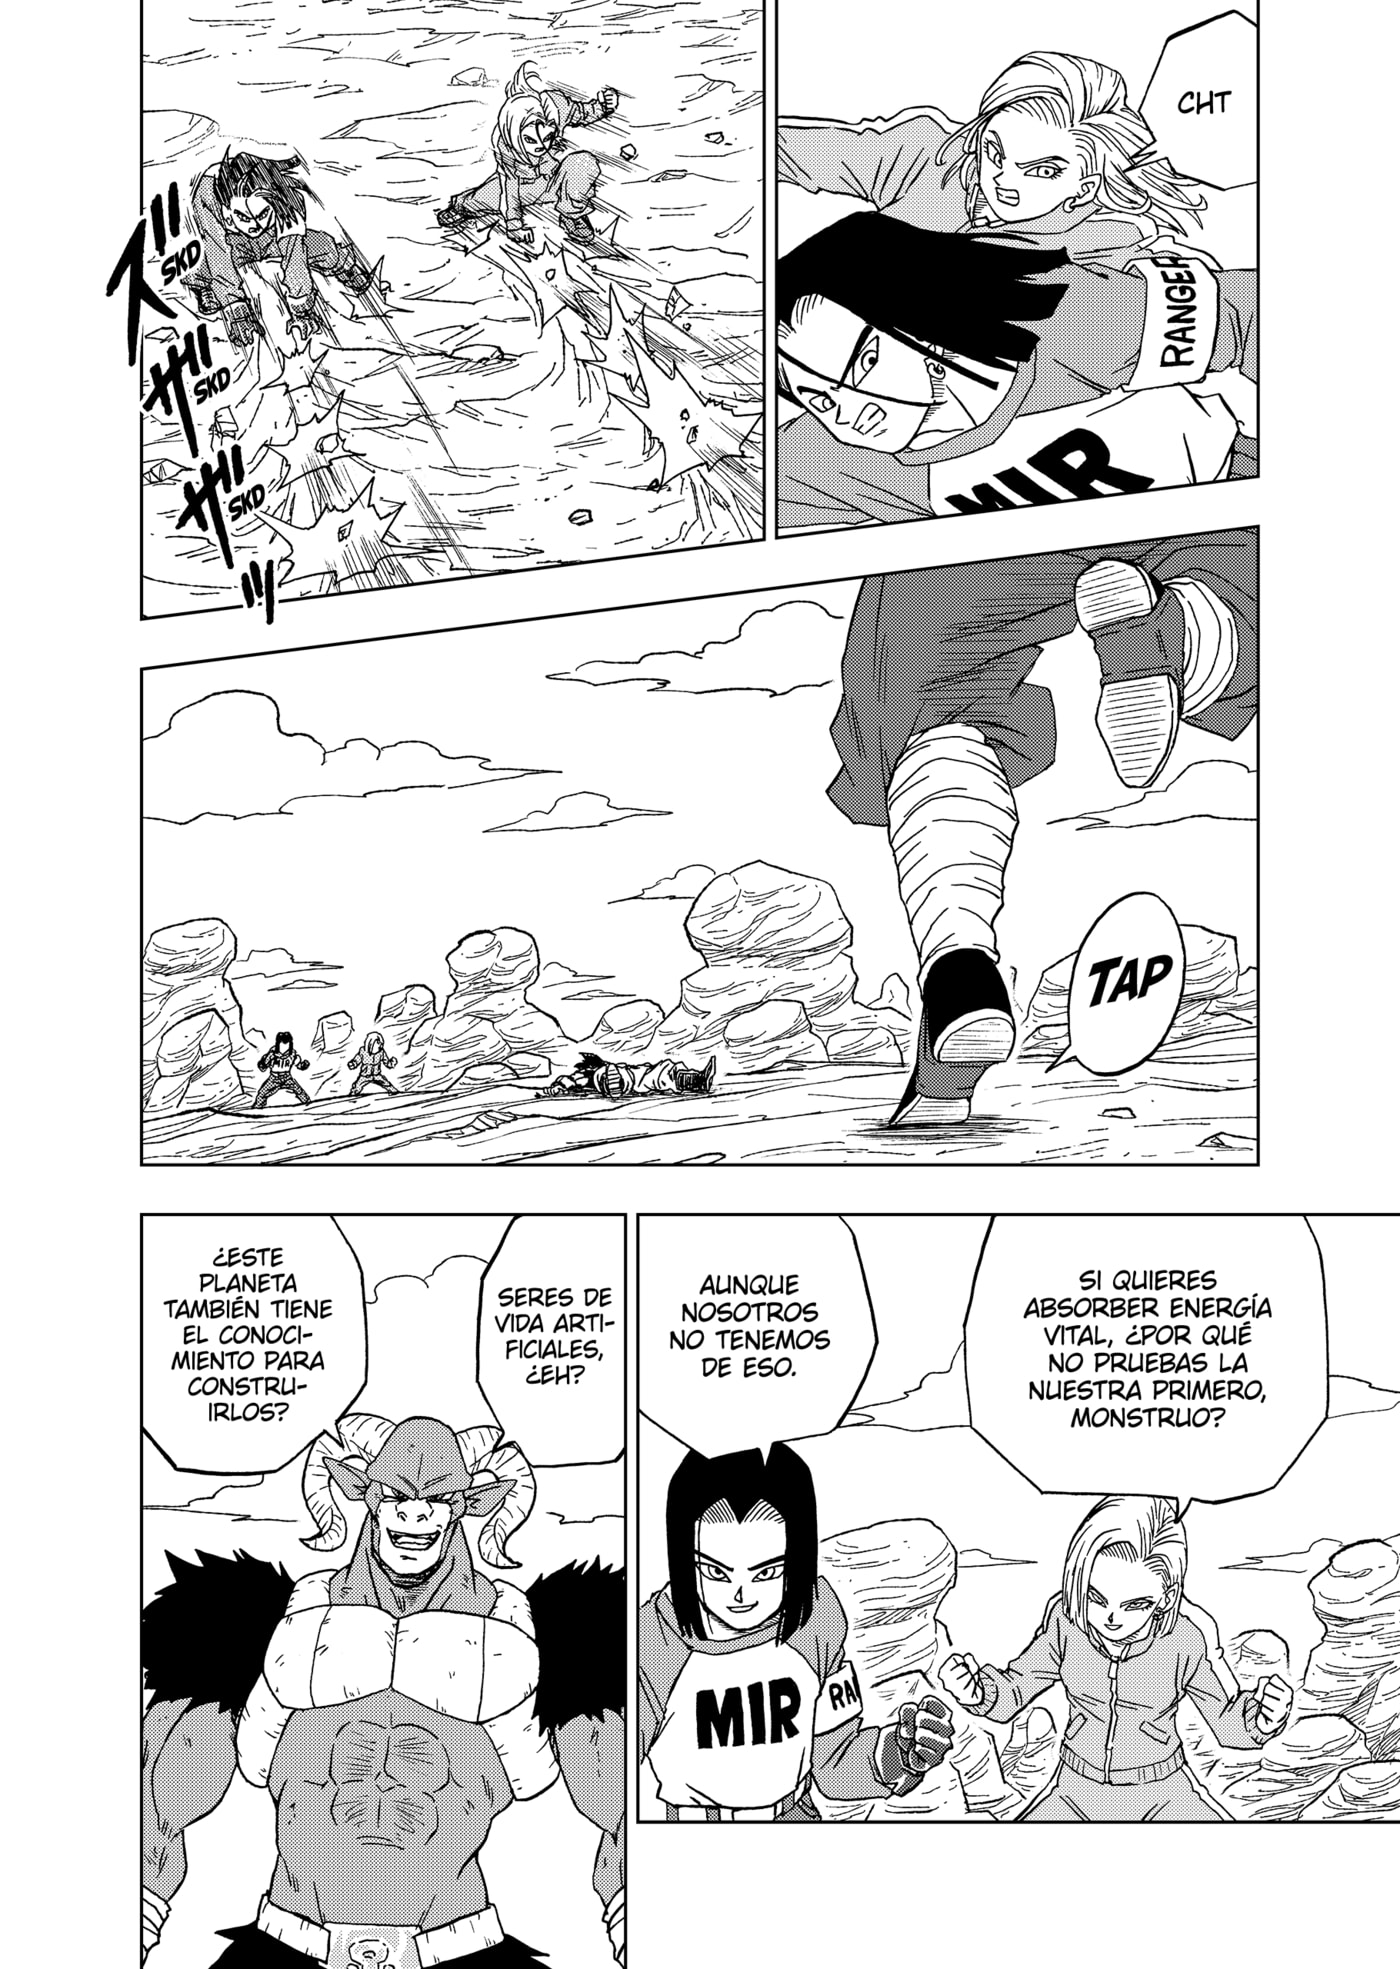 CHT
RANGER
MIR
SKD
SKD
SKD
TAP
MIR
SI QUIERES
ABSORBER ENERGÍA
VITAL, ¿POR QUÉ
NO PRUEBAS LA
NUESTRA PRIMERO,
MONSTRUO?
AUNQUE
NOSOTROS
NO TENEMOS
DE ESO.
MIR
RA
SERES DE
VIDA ARTI-
FICIALES,
¿EH?
¿ESTE
PLANETA
TAMBIÉN TIENE
EL CONOCI-
MIENTO PARA
CONSTRU-
IRLOS?